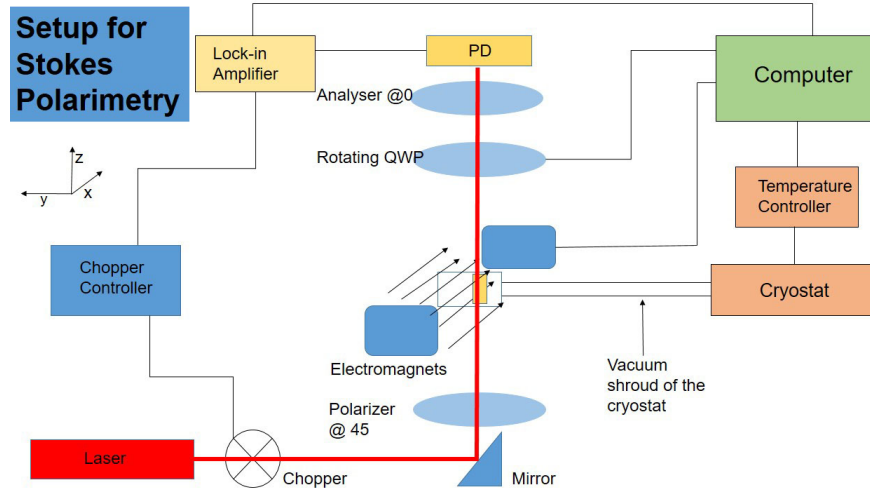 Setup for
Stokes
Polarimetry
Lock-in
Amplifier
PD
Computer
Analyser @0
Rotating QWP
z
y
x
Temperature
Controller
Chopper
Controller
Cryostat
Electromagnets
Vacuum
shroud of the
cryostat
Polarizer
@ 45
Laser
Chopper
Mirror